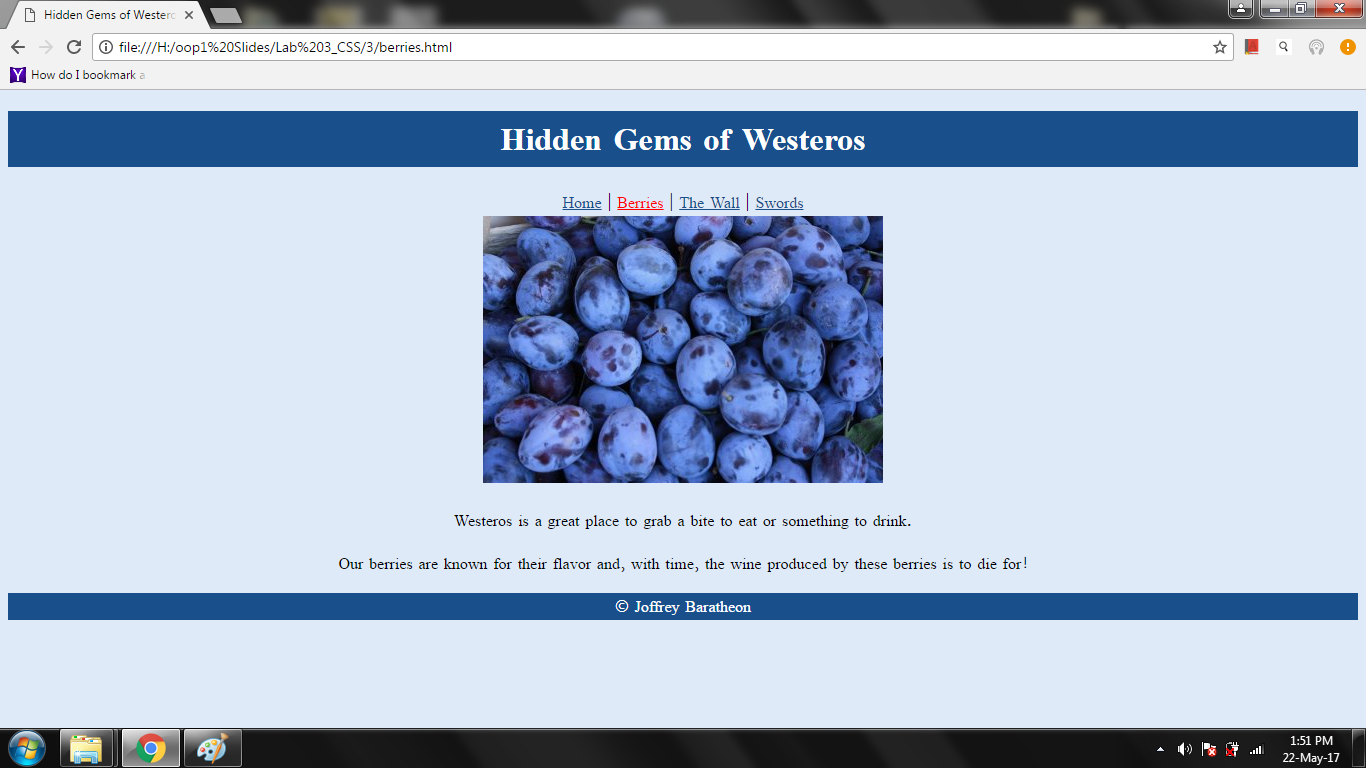 Hidden Gems of Westerc
file:///H:/oop1%20Slides/Lab%203_CSS/3/berries.html
Y How do I bookmark a
Hidden Gems of Westeros
Home | Berries | The Wall | Swords
Westeros is a great place to grab a bite to eat or something to drink.
Our berries are known for their flavor and, with time, the wine produced by these berries is to die for!
© Joffrey Baratheon
1:51 PM
22-May-17